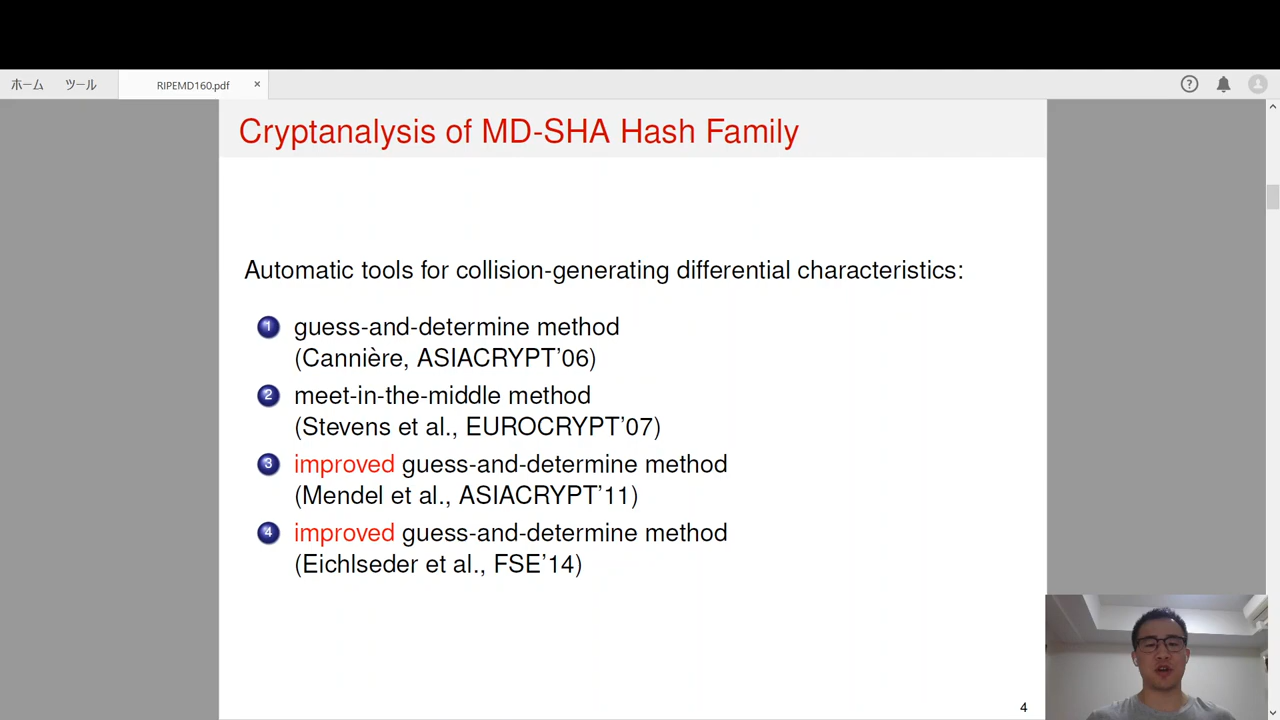 ホーム ツール RIPEMD160.pdf ×
Cryptanalysis of MD-SHA Hash Family
Automatic tools for collision-generating differential characteristics:
1 guess-and-determine method
(Cannière, ASIACRYPT'06)
2 meet-in-the-middle method
(Stevens et al., EUROCRYPT'07)
3 improved guess-and-determine method
(Mendel et al., ASIACRYPT'11)
4 improved guess-and-determine method
(Eichlseder et al., FSE'14)
4